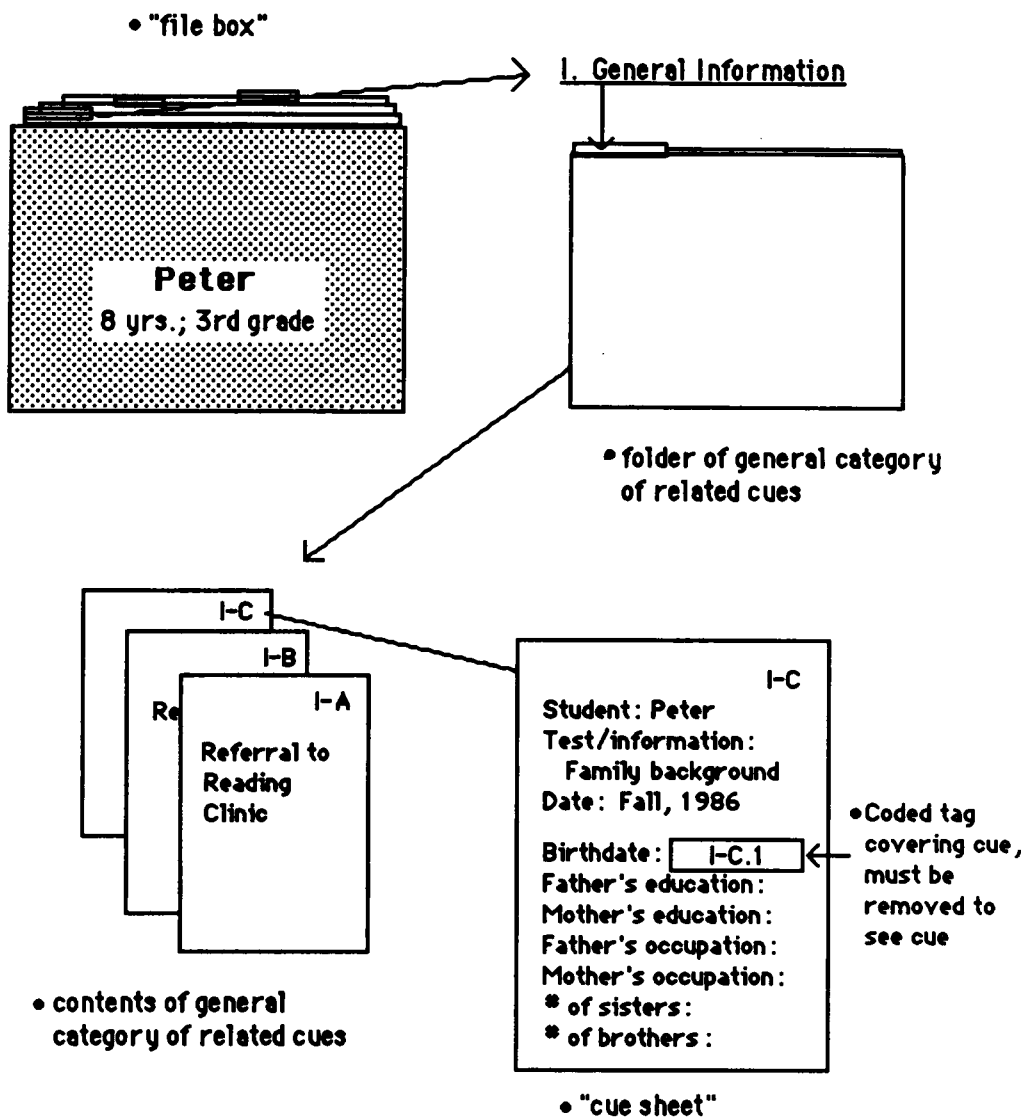 • "file box"
I. General Information
Peter
8 yrs.; 3rd grade
• folder of general category
of related cues
I-C
I-B
Re
I-A
Referral to
Reading
Clinic
• contents of general
category of related cues
I-C
Student: Peter
Test/information:
Family background
Date: Fall, 1986
Birthdate: I-C.1
Father's education:
Mother's education:
Father's occupation:
Mother's occupation:
# of sisters:
# of brothers:
• Coded tag
covering cue,
must be
removed to
see cue
• "cue sheet"